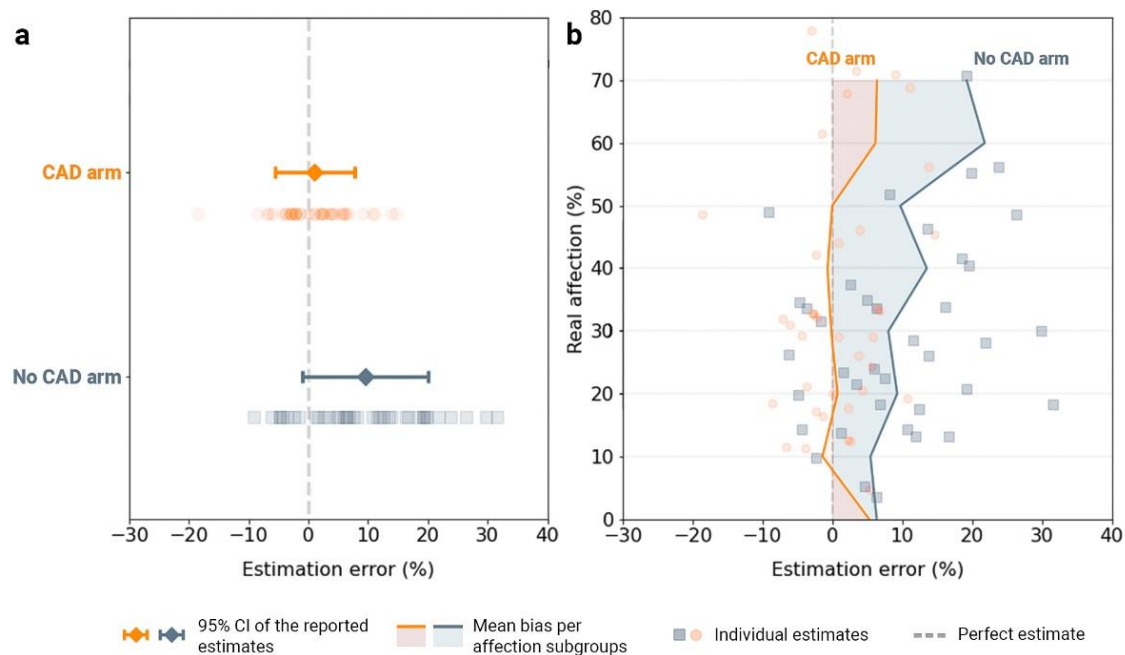 a
CAD arm
No CAD arm
−30 −20 −10 0 10 20 30 40
Estimation error (%)
b
CAD arm
No CAD arm
Real affection (%)
80
70
60
50
40
30
20
10
0
−30 −20 −10 0 10 20 30 40
Estimation error (%)
95% CI of the reported
estimates
Mean bias per
affection subgroups
Individual estimates
Perfect estimate